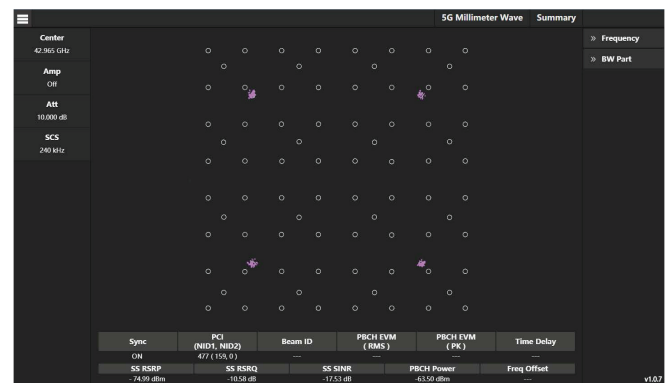 5G Millimeter Wave Summary
Center
42.965 GHz
Amp
Off
Att
10.000 dB
SCS
240 kHz
» Frequency
» BW Part
Sync PCI (NID1, NID2) Beam ID PBCH EVM ( RMS ) PBCH EVM ( PK ) Time Delay
ON 477 ( 159, 0 ) --- --- --- ---
SS RSRP SS RSRQ SS SINR PBCH Power Freq Offset
-74.99 dBm -10.58 dB -17.53 dB -63.50 dBm ---
v1.0.7